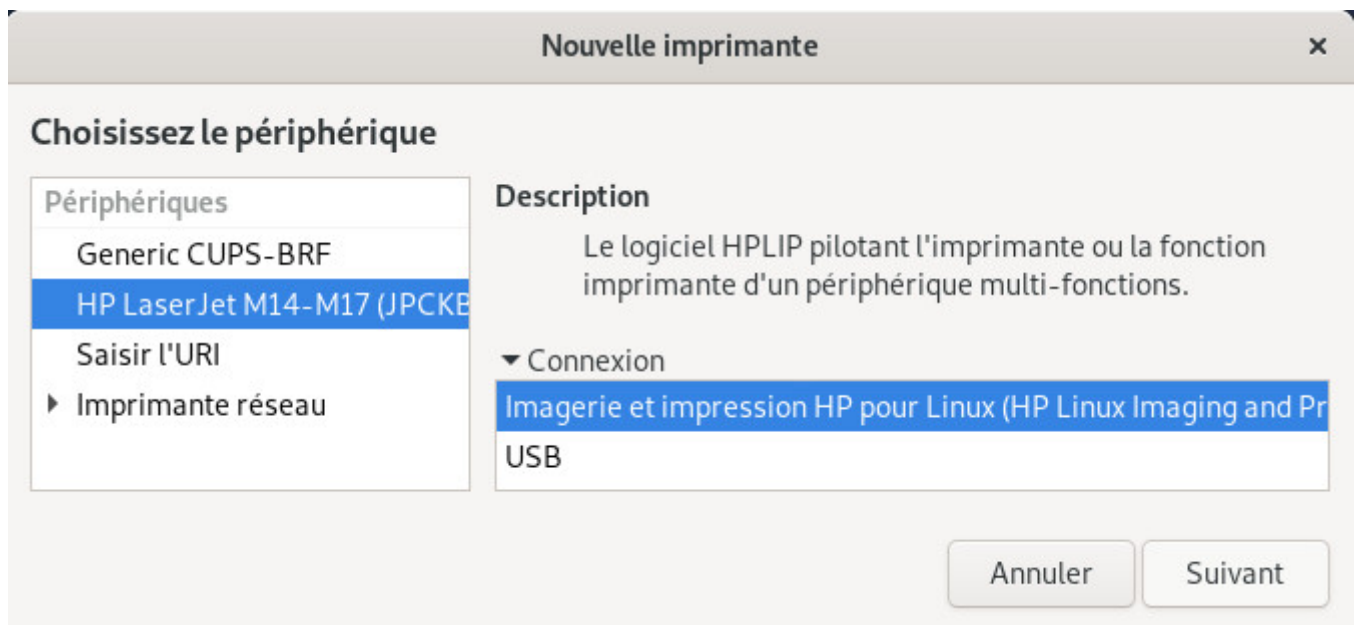 Nouvelle imprimante
Choisissez le périphérique
Périphériques
Generic CUPS-BRF
HP LaserJet M14-M17 (JPCKB
Saisir l'URI
Imprimante réseau
Description
Le logiciel HPLIP pilotant l'imprimante ou la fonction
imprimante d'un périphérique multi-fonctions.
Connexion
Imagerie et impression HP pour Linux (HP Linux Imaging and Pr
USB
Annuler
Suivant